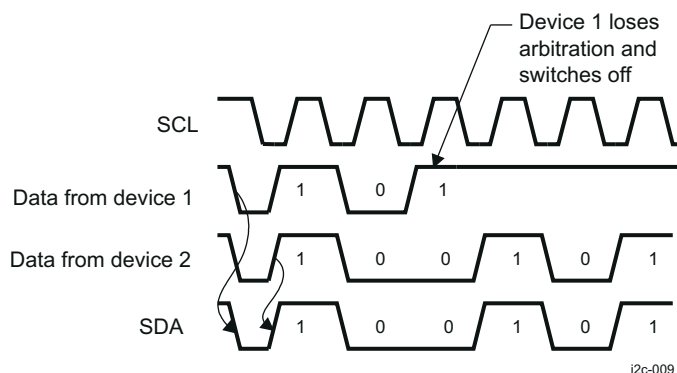 Device 1 loses
arbitration and
switches off
SCL
Data from device 1
1 0 1
Data from device 2
1 0 0 1 0 1
SDA
1 0 0 1 0 1
i2c-009